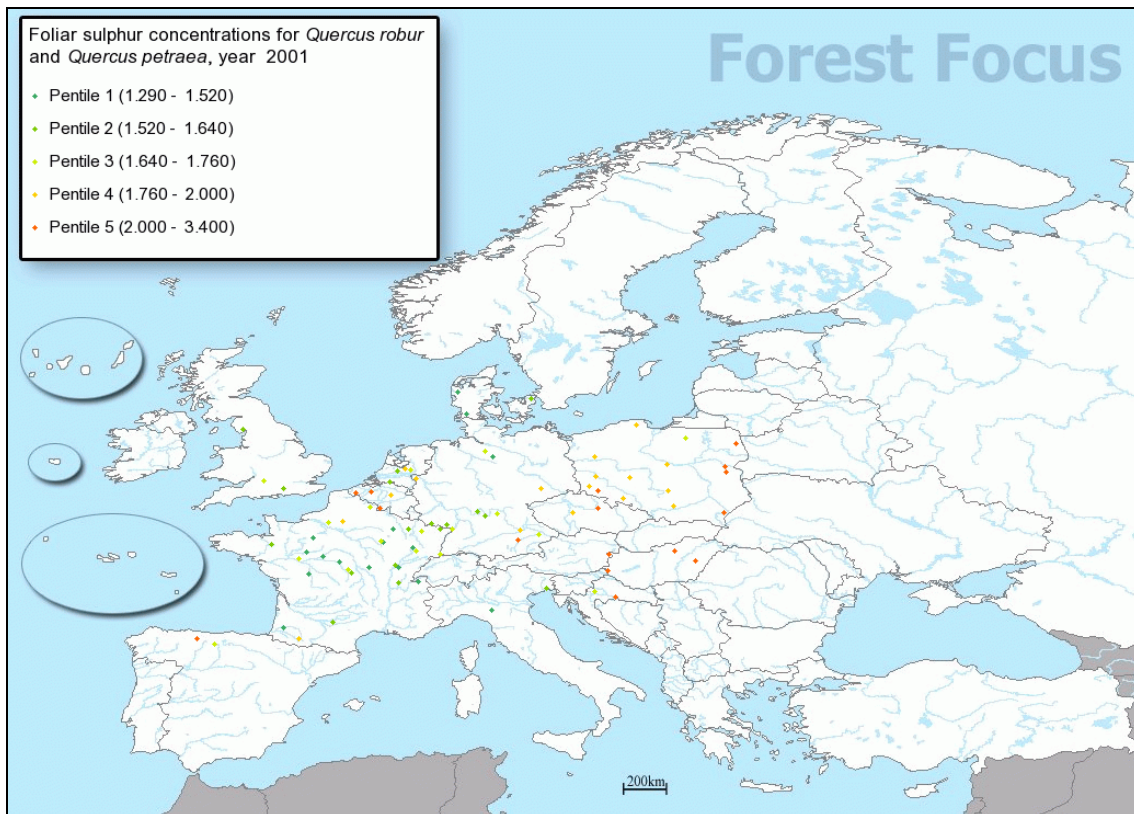 Foliar sulphur concentrations for Quercus robur
and Quercus petraea, year 2001
Pentile 1 (1.290 - 1.520)
Pentile 2 (1.520 - 1.640)
Pentile 3 (1.640 - 1.760)
Pentile 4 (1.760 - 2.000)
Pentile 5 (2.000 - 3.400)
Forest Focus
200km